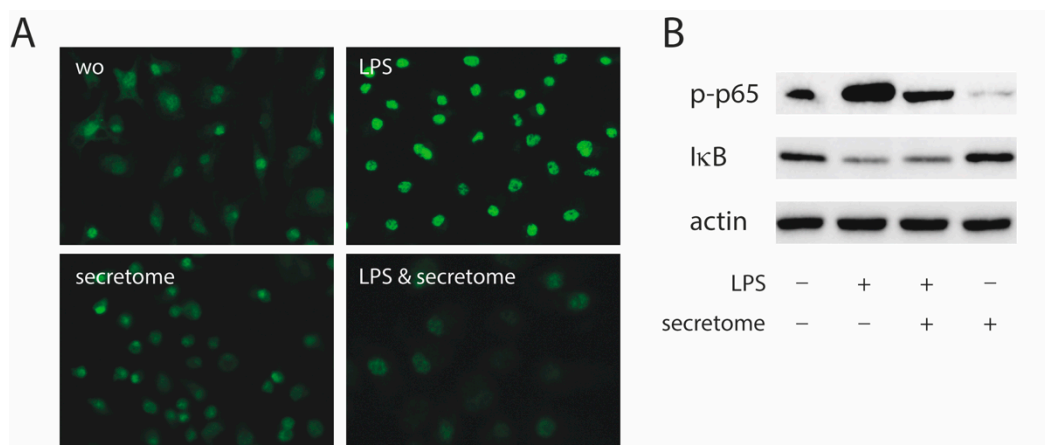 A
B
wo
LPS
secretome
LPS & secretome
p-p65
IκB
actin
LPS − + + −
secretome − − + +